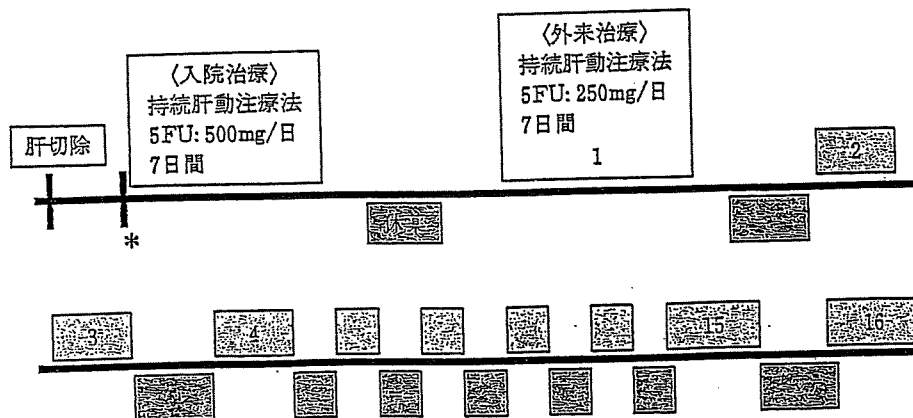 〈入院治療〉
持続肝動注療法
5FU: 500mg/日
7日間
〈外来治療〉
持続肝動注療法
5FU: 250mg/日
7日間
1
肝切除
2
*
休薬
3
4
15
16